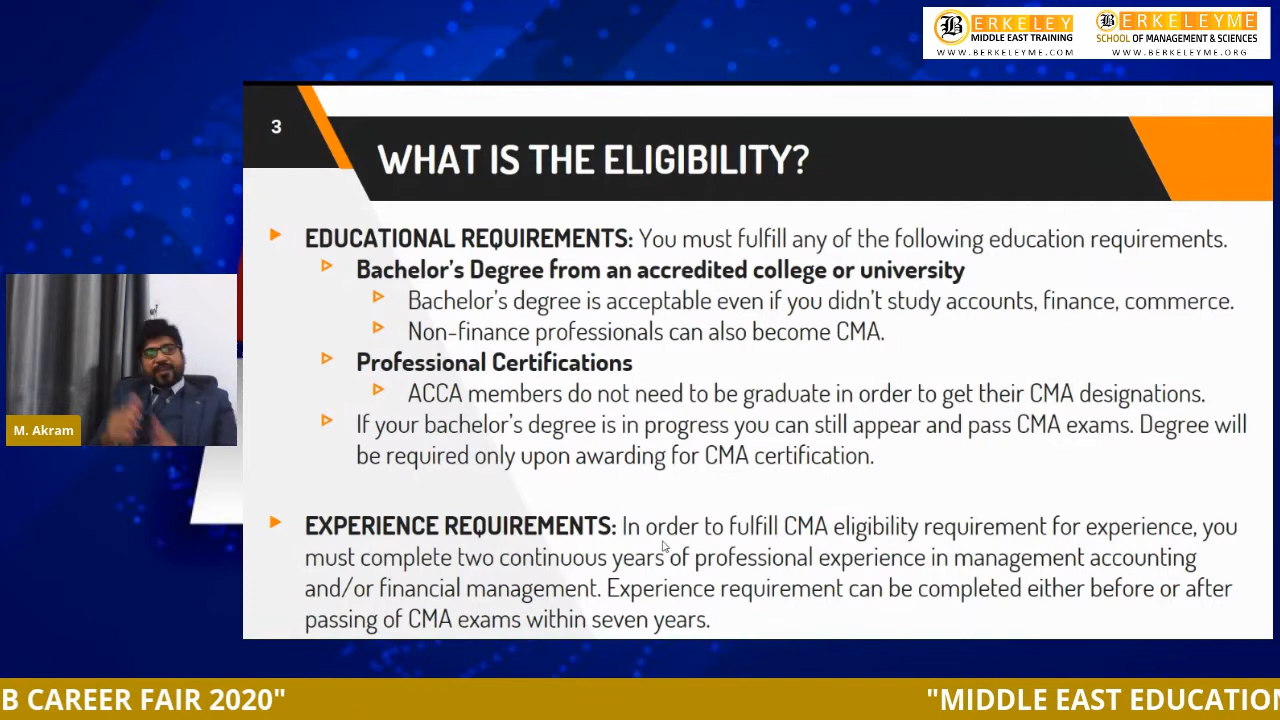 BERKELEY
MIDDLE EAST TRAINING
WWW.BERKELEYME.COM
BERKELEYME
SCHOOL OF MANAGEMENT & SCIENCES
WWW.BERKELEYME.ORG
3
WHAT IS THE ELIGIBILITY?
EDUCATIONAL REQUIREMENTS: You must fulfill any of the following education requirements.
Bachelor's Degree from an accredited college or university
Bachelor's degree is acceptable even if you didn't study accounts, finance, commerce.
Non-finance professionals can also become CMA.
Professional Certifications
ACCA members do not need to be graduate in order to get their CMA designations.
If your bachelor's degree is in progress you can still appear and pass CMA exams. Degree will
be required only upon awarding for CMA certification.
EXPERIENCE REQUIREMENTS: In order to fulfill CMA eligibility requirement for experience, you
must complete two continuous years of professional experience in management accounting
and/or financial management. Experience requirement can be completed either before or after
passing of CMA exams within seven years.
M. Akram
B CAREER FAIR 2020" "MIDDLE EAST EDUCATION